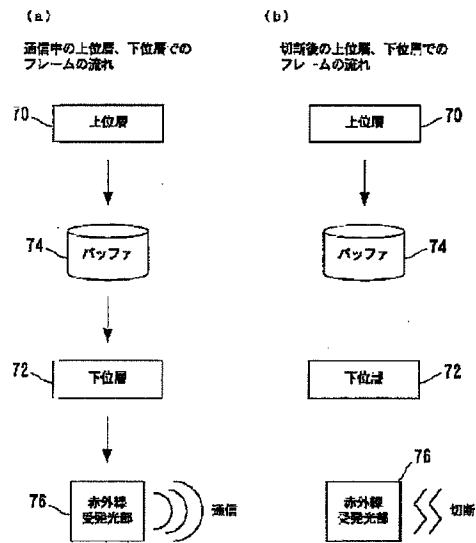 (a)
通信中の上位層、下位層での
フレームの流れ
70
上位層
74
バッファ
72
下位層
76
赤外線
受発光部
通信
(b)
切断後の上位層、下位層での
フレームの流れ
上位層
70
バッファ
74
下位層
72
76
赤外線
受発光部
切断